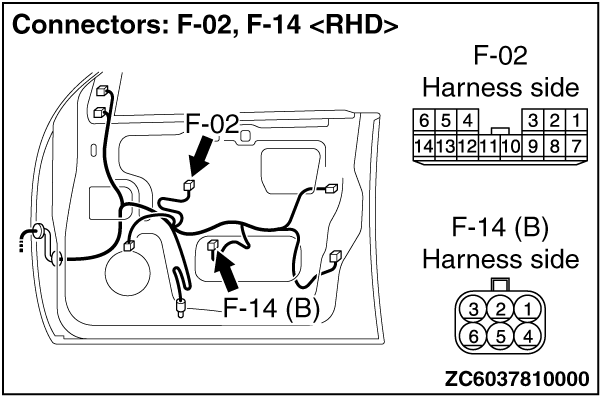 Connectors: F-02, F-14 <RHD>
F-02
Harness side
6 5 4 3 2 1
14 13 12 11 10 9 8 7
F-02
F-14 (B)
Harness side
3 2 1
6 5 4
F-14 (B)
ZC6037810000